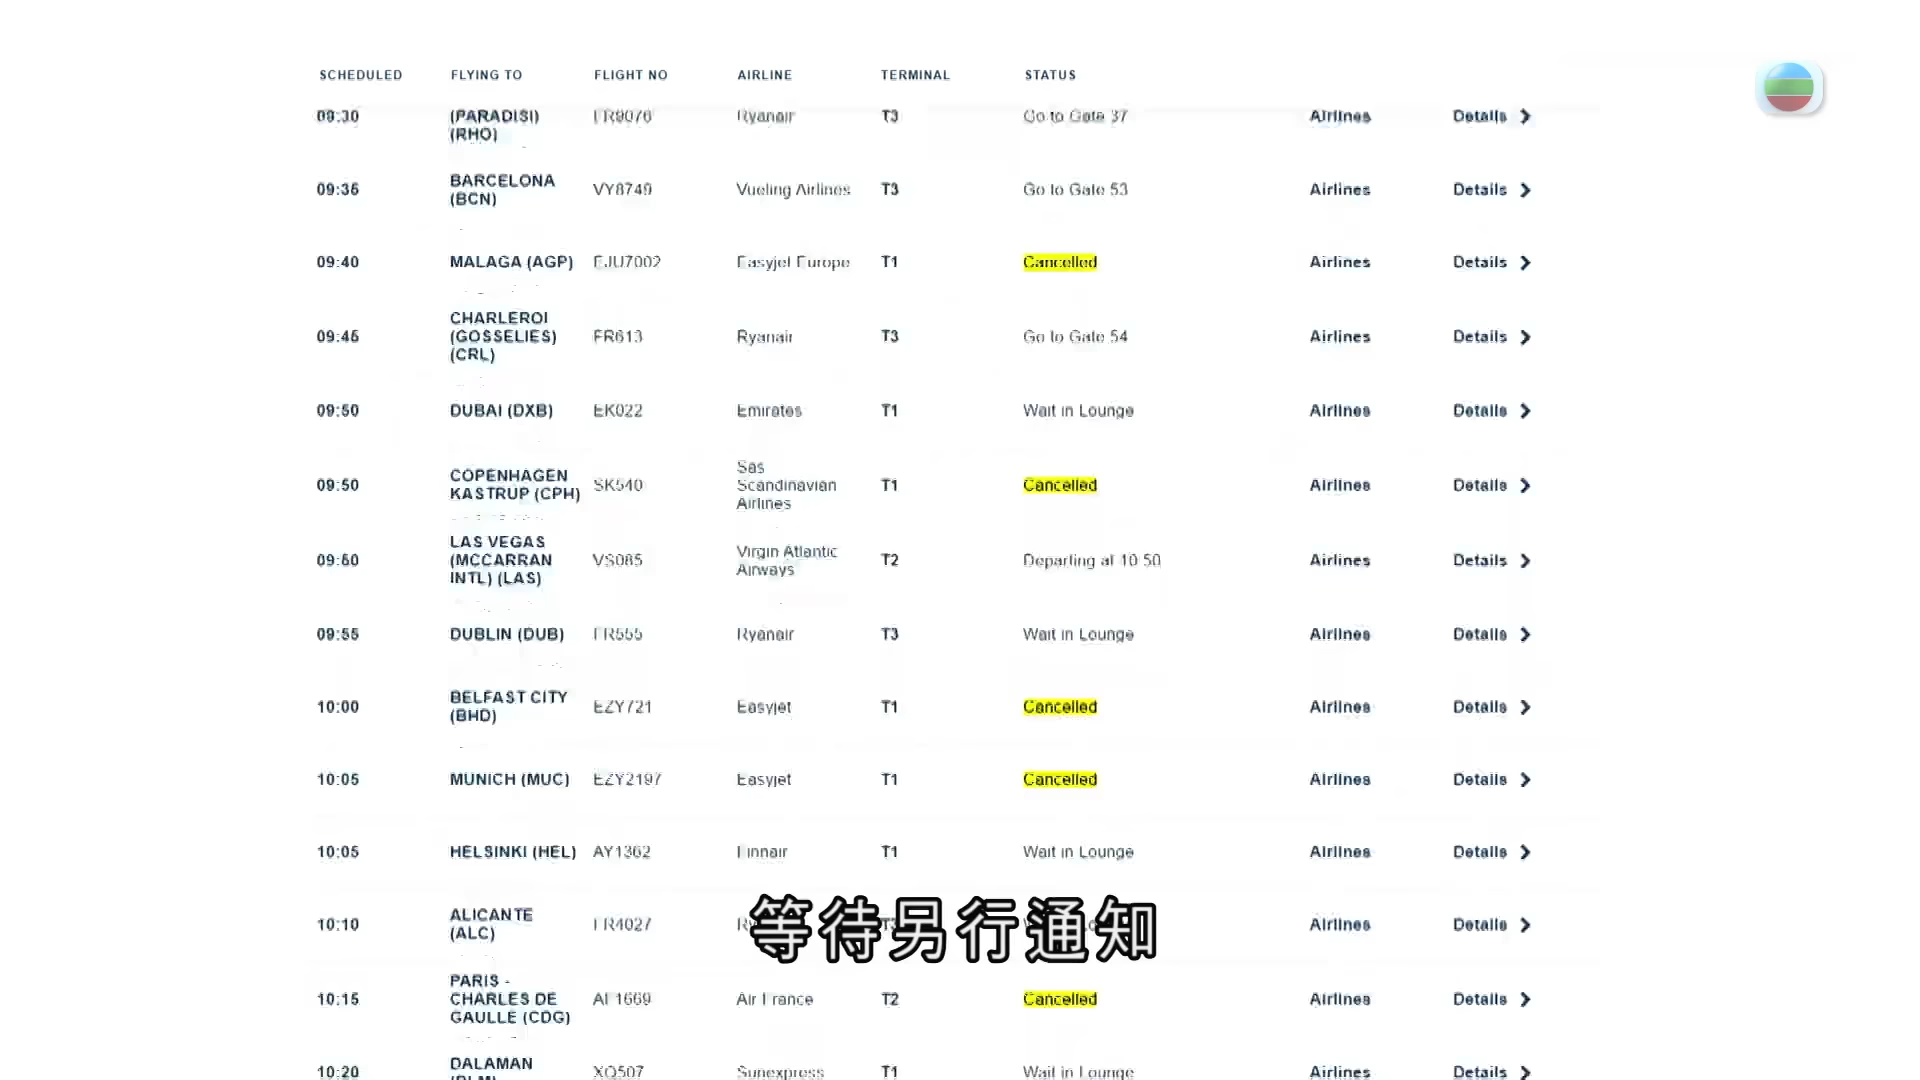 SCHEDULED FLYING TO FLIGHT NO AIRLINE TERMINAL STATUS
09:30 (PARADISI) (RHO) FR9076 Ryanair T3 Go to Gate 37 Airlines Details
09:35 BARCELONA (BCN) VY8749 Vueling Airlines T3 Go to Gate 53 Airlines Details
09:40 MALAGA (AGP) EJU7002 Easyjet Europe T1 Cancelled Airlines Details
09:45 CHARLEROI (GOSSELIES) (CRL) FR613 Ryanair T3 Go to Gate 54 Airlines Details
09:50 DUBAI (DXB) EK022 Emirates T1 Wait in Lounge Airlines Details
09:50 COPENHAGEN KASTRUP (CPH) SK540 Sas Scandinavian Airlines T1 Cancelled Airlines Details
09:50 LAS VEGAS (MCCARRAN INTL) (LAS) VS085 Virgin Atlantic Airways T2 Departing at 10:50 Airlines Details
09:55 DUBLIN (DUB) FR555 Ryanair T3 Wait in Lounge Airlines Details
10:00 BELFAST CITY (BHD) EZY721 Easyjet T1 Cancelled Airlines Details
10:05 MUNICH (MUC) EZY2197 Easyjet T1 Cancelled Airlines Details
10:05 HELSINKI (HEL) AY1362 Finnair T1 Wait in Lounge Airlines Details
10:10 ALICANTE (ALC) FR4027 Airlines Details
等待另行通知
10:15 PARIS - CHARLES DE GAULLE (CDG) AF1669 Air France T2 Cancelled Airlines Details
10:20 DALAMAN XQ507 Sunexpress T1 Wait in Lounge Airlines Details